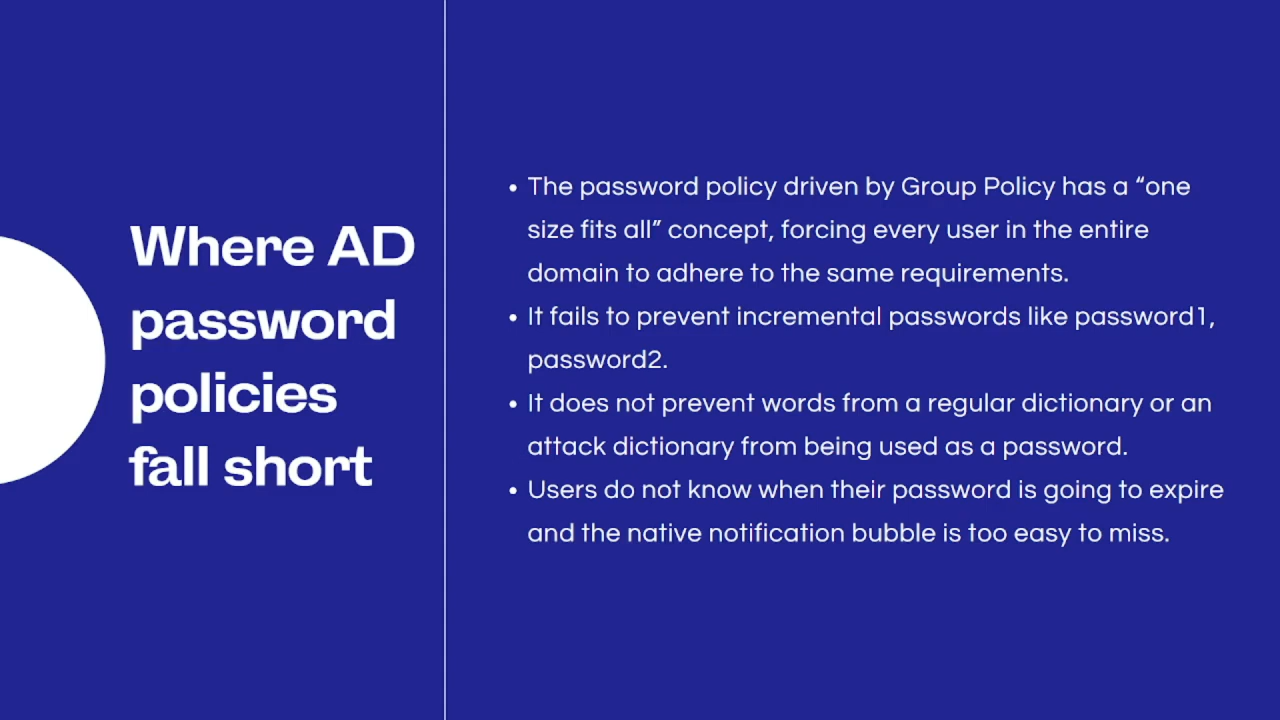 Where AD
password
policies
fall short
• The password policy driven by Group Policy has a “one
size fits all” concept, forcing every user in the entire
domain to adhere to the same requirements.
• It fails to prevent incremental passwords like password1,
password2.
• It does not prevent words from a regular dictionary or an
attack dictionary from being used as a password.
• Users do not know when their password is going to expire
and the native notification bubble is too easy to miss.